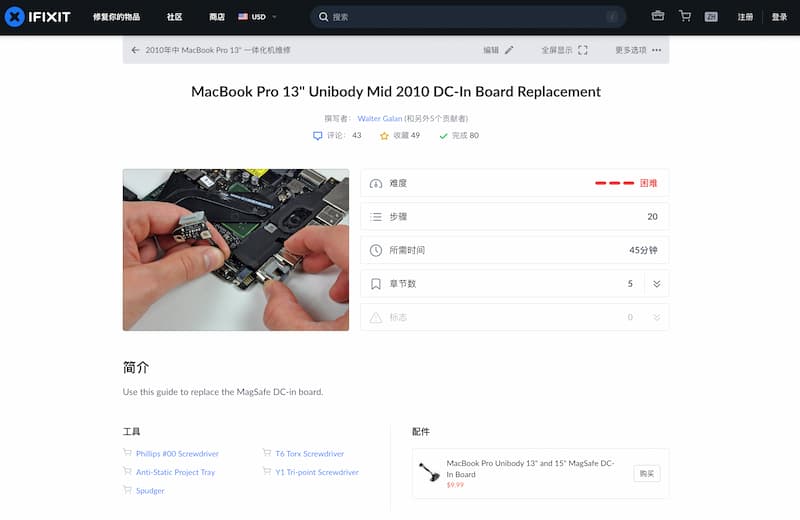 IFIXIT 修复你的物品 社区 商店 USD 搜索 / ZH 注册 登录
2010年中 MacBook Pro 13" 一体化机维修 编辑 全屏显示 更多选项
MacBook Pro 13" Unibody Mid 2010 DC-In Board Replacement
撰写者： Walter Galan (和另外5个贡献者)
评论： 43 收藏 49 完成 80
难度 困难
步骤 20
所需时间 45分钟
章节数 5
标志 0
简介
Use this guide to replace the MagSafe DC-in board.
工具
Phillips #00 Screwdriver
T6 Torx Screwdriver
Anti-Static Project Tray
Y1 Tri-point Screwdriver
Spudger
配件
MacBook Pro Unibody 13" and 15" MagSafe DC-
In Board
$9.99
购买